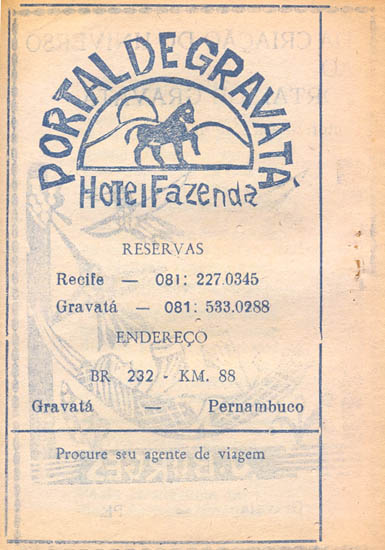 PORTAL DE GRAVATÁ
Hotel Fazenda
RESERVAS
Recife — 081: 227.0345
Gravatá — 081: 533.0288
ENDEREÇO
BR 232 - KM. 88
Gravatá — Pernambuco
Procure seu agente de viagem